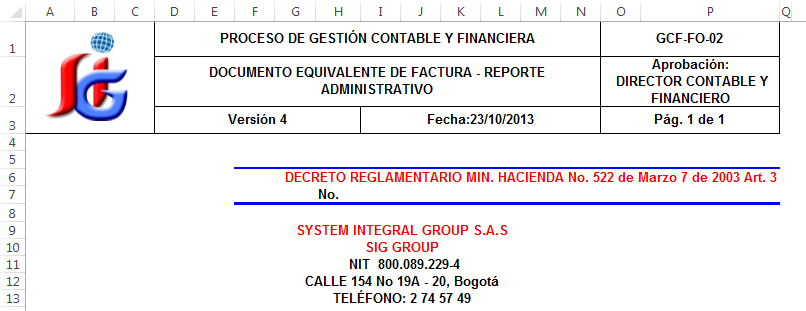 A B C D E F G H I J K L M N O P Q
1 PROCESO DE GESTIÓN CONTABLE Y FINANCIERA GCF-FO-02
2 DOCUMENTO EQUIVALENTE DE FACTURA - REPORTE ADMINISTRATIVO Aprobación:
DIRECTOR CONTABLE Y
FINANCIERO
3 Versión 4 Fecha:23/10/2013 Pág. 1 de 1
4
5
6 DECRETO REGLAMENTARIO MIN. HACIENDA No. 522 de Marzo 7 de 2003 Art. 3
7 No.
8
9 SYSTEM INTEGRAL GROUP S.A.S
10 SIG GROUP
11 NIT 800.089.229-4
12 CALLE 154 No 19A - 20, Bogotá
13 TELÉFONO: 2 74 57 49